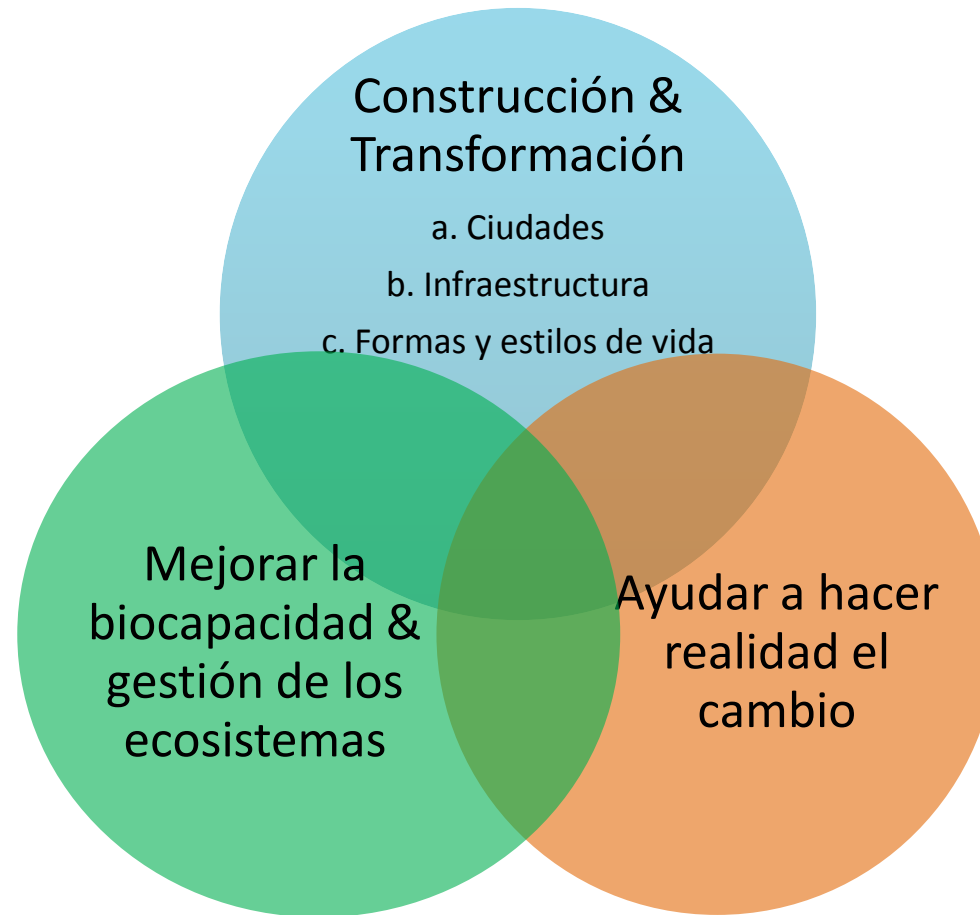 Construcción &
Transformación
a. Ciudades
b. Infraestructura
c. Formas y estilos de vida
Mejorar la
biocapacidad &
gestión de los
ecosistemas
Ayudar a hacer
realidad el
cambio